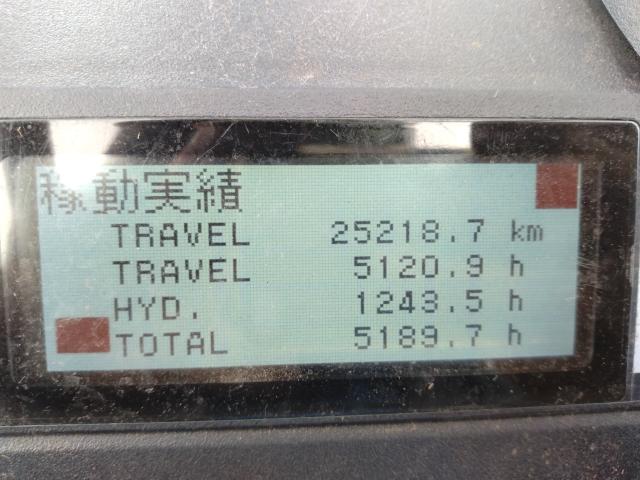 稼動実績
TRAVEL 25218.7 km
TRAVEL 5120.9 h
HYD. 1243.5 h
TOTAL 5189.7 h